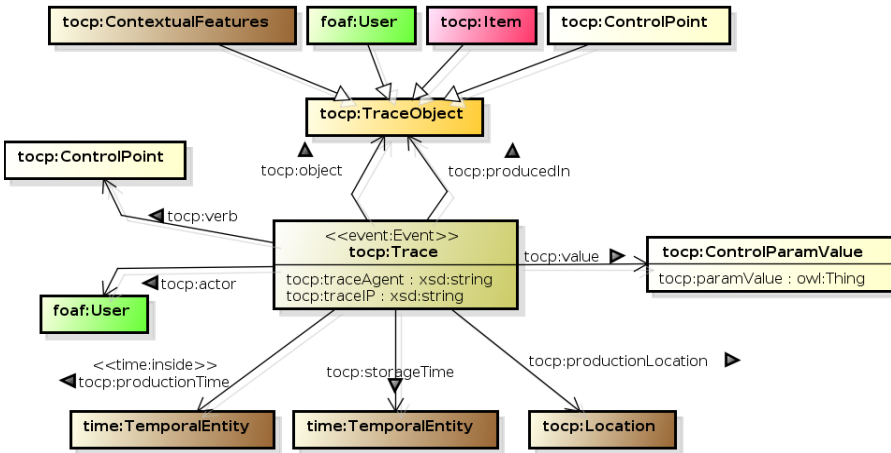 tocp:ContextualFeatures
foaf:User
tocp:Item
tocp:ControlPoint
tocp:TraceObject
tocp:ControlPoint
tocp:object
tocp:producedIn
tocp:verb
<<event:Event>>
tocp:Trace
tocp:traceAgent : xsd:string
tocp:traceIP : xsd:string
tocp:value
tocp:ControlParamValue
tocp:paramValue : owl:Thing
tocp:actor
foaf:User
<<time:inside>>
tocp:productionTime
tocp:storageTime
tocp:productionLocation
time:TemporalEntity
time:TemporalEntity
tocp:Location